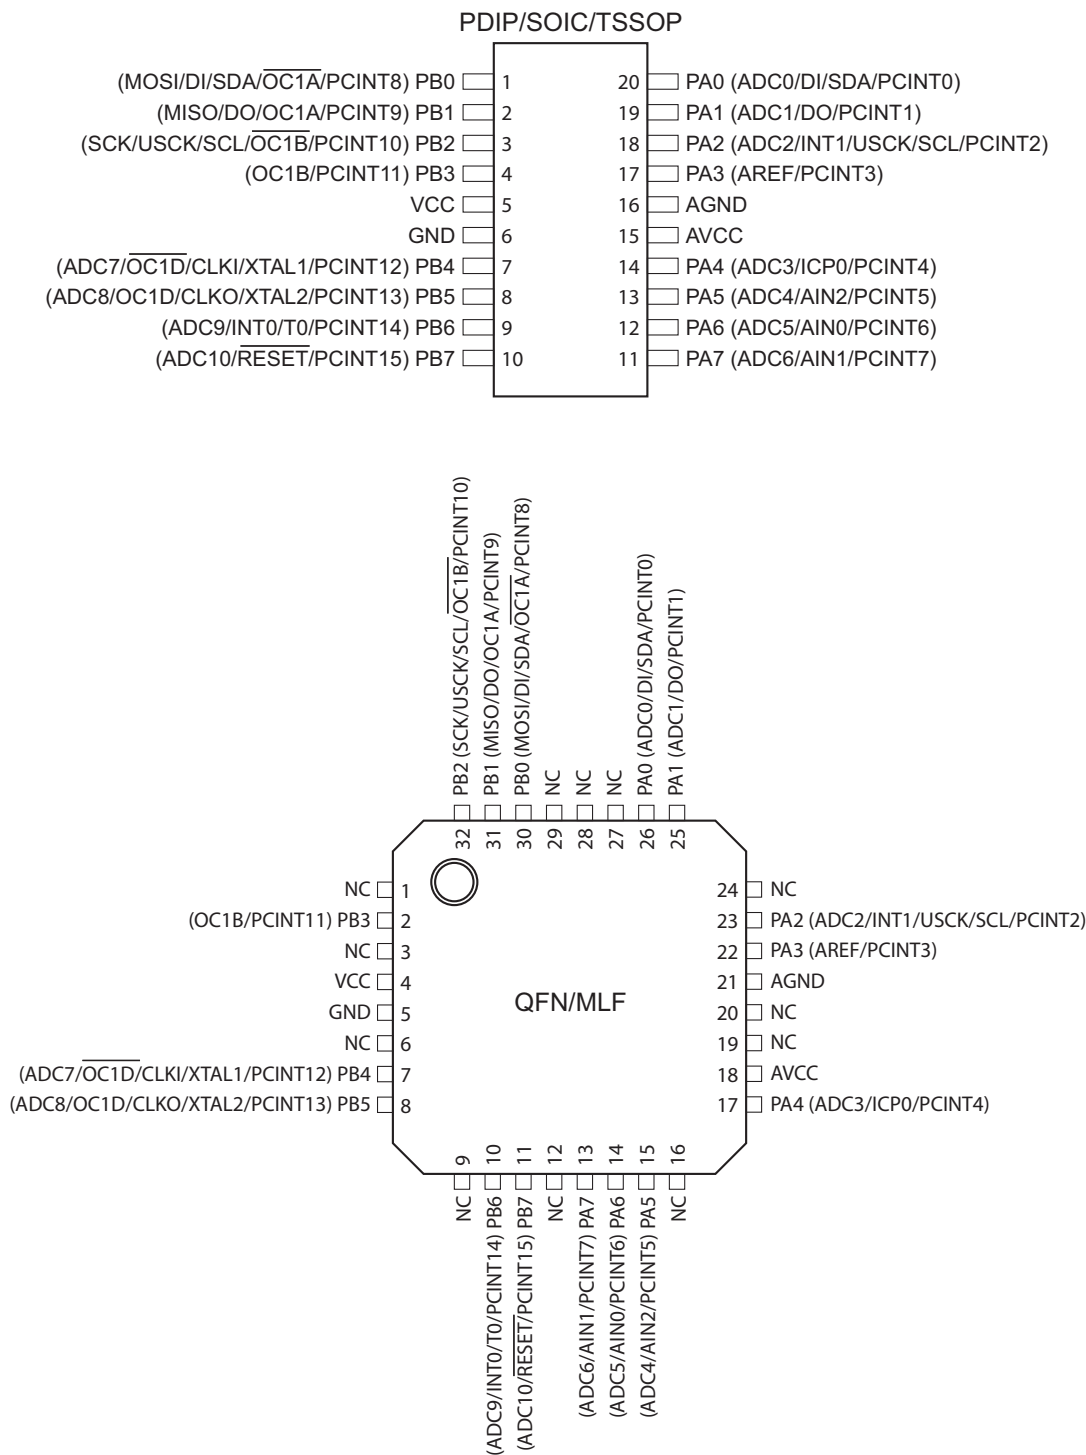 PDIP/SOIC/TSSOP
(MOSI/DI/SDA/OC1A/PCINT8) PB0 1 20 PA0 (ADC0/DI/SDA/PCINT0)
(MISO/DO/OC1A/PCINT9) PB1 2 19 PA1 (ADC1/DO/PCINT1)
(SCK/USCK/SCL/OC1B/PCINT10) PB2 3 18 PA2 (ADC2/INT1/USCK/SCL/PCINT2)
(OC1B/PCINT11) PB3 4 17 PA3 (AREF/PCINT3)
VCC 5 16 AGND
GND 6 15 AVCC
(ADC7/OC1D/CLKI/XTAL1/PCINT12) PB4 7 14 PA4 (ADC3/ICP0/PCINT4)
(ADC8/OC1D/CLKO/XTAL2/PCINT13) PB5 8 13 PA5 (ADC4/AIN2/PCINT5)
(ADC9/INT0/T0/PCINT14) PB6 9 12 PA6 (ADC5/AIN0/PCINT6)
(ADC10/RESET/PCINT15) PB7 10 11 PA7 (ADC6/AIN1/PCINT7)
32 PB2 (SCK/USCK/SCL/OC1B/PCINT10)
31 PB1 (MISO/DO/OC1A/PCINT9)
30 PB0 (MOSI/DI/SDA/OC1A/PCINT8)
29 NC
28 NC
27 NC
26 PA0 (ADC0/DI/SDA/PCINT0)
25 PA1 (ADC1/DO/PCINT1)
NC 1 24 NC
(OC1B/PCINT11) PB3 2 23 PA2 (ADC2/INT1/USCK/SCL/PCINT2)
NC 3 22 PA3 (AREF/PCINT3)
VCC 4 21 AGND
QFN/MLF
GND 5 20 NC
NC 6 19 NC
(ADC7/OC1D/CLKI/XTAL1/PCINT12) PB4 7 18 AVCC
(ADC8/OC1D/CLKO/XTAL2/PCINT13) PB5 8 17 PA4 (ADC3/ICP0/PCINT4)
NC 9
(ADC9/INT0/T0/PCINT14) PB6 10
(ADC10/RESET/PCINT15) PB7 11
NC 12
(ADC6/AIN1/PCINT7) PA7 13
(ADC5/AIN0/PCINT6) PA6 14
(ADC4/AIN2/PCINT5) PA5 15
NC 16